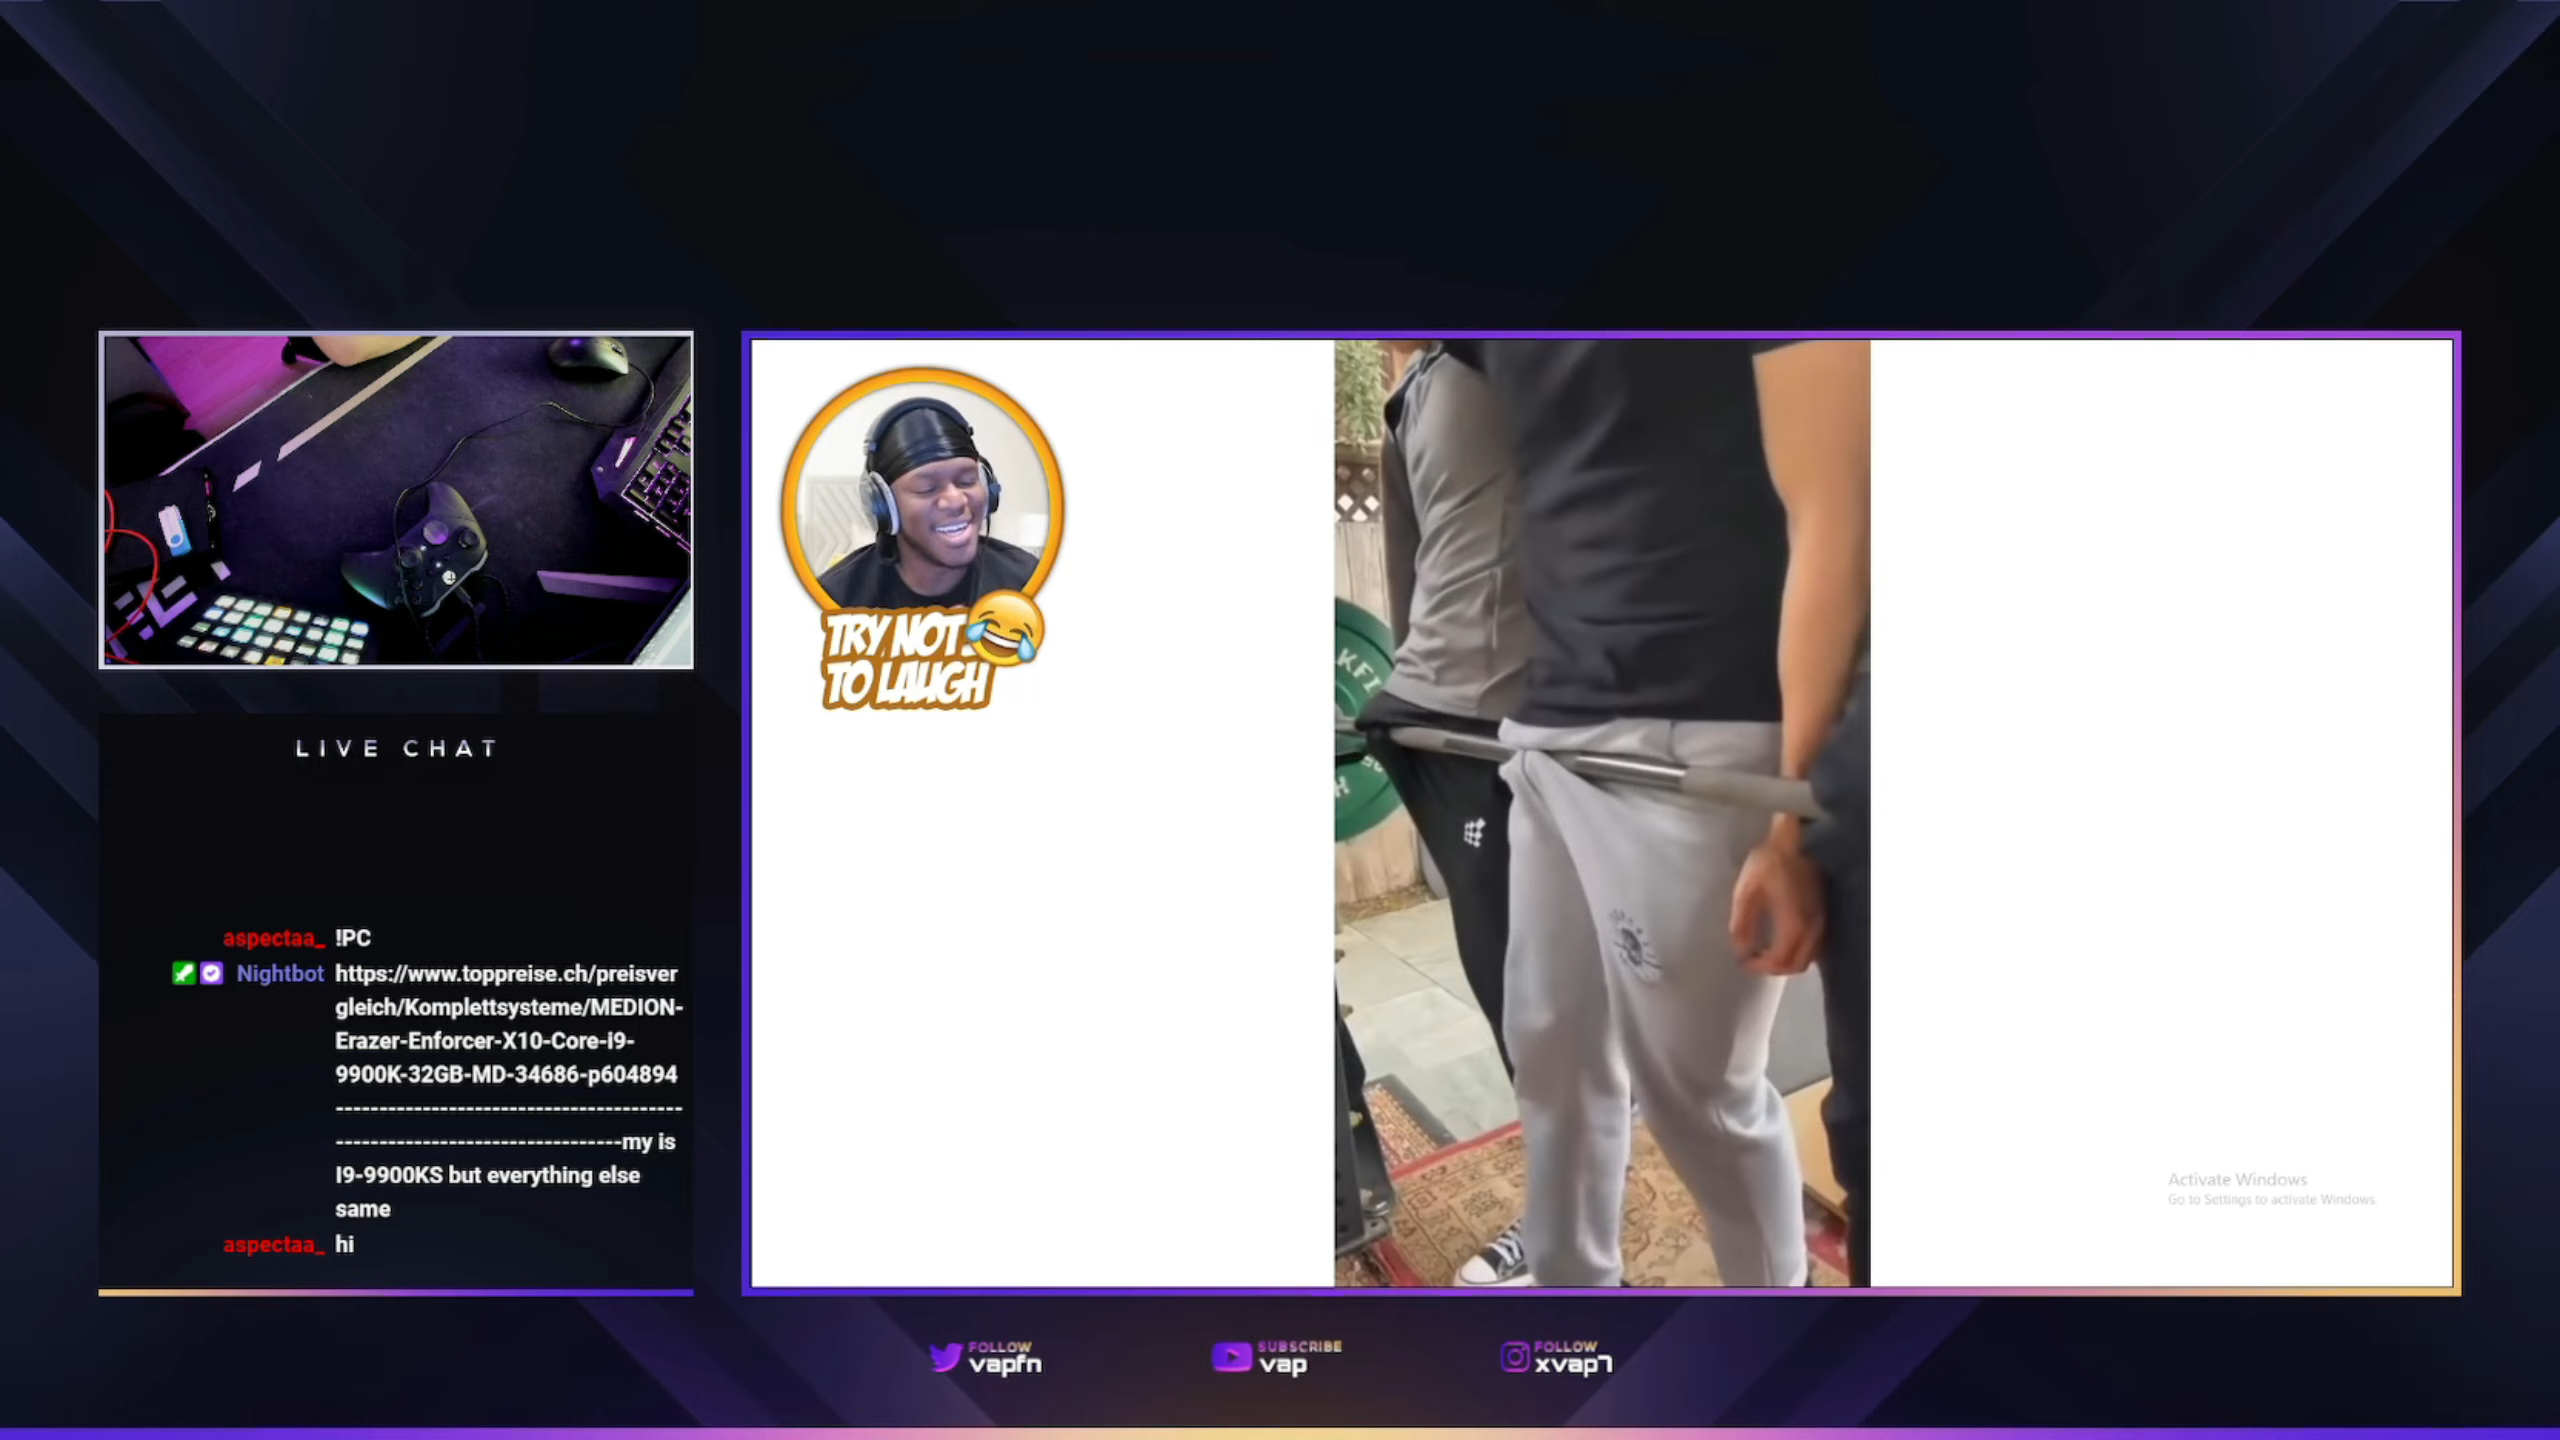 TRY NOT
TO LAUGH
KFI
LIVE CHAT
aspectaa_ !PC
Nightbot https://www.toppreise.ch/preisver
gleich/Komplettsysteme/MEDION-
Erazer-Enforcer-X10-Core-i9-
9900K-32GB-MD-34686-p604894
----------------------------------------
---------------------------------my is
I9-9900KS but everything else
same
aspectaa_ hi
Activate Windows
Go to Settings to activate Windows.
FOLLOW
vapfn
SUBSCRIBE
vap
FOLLOW
xvap7